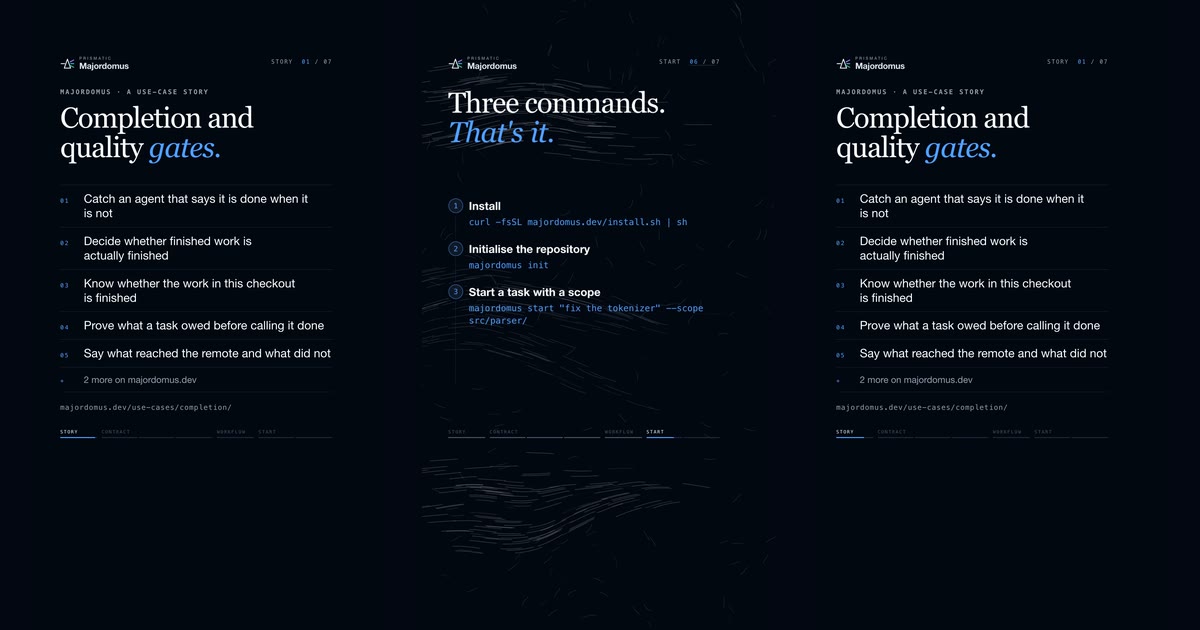 PRISMATIC
Majordomus
STORY 01 / 07
MAJORDOMUS · A USE-CASE STORY
Completion and
quality gates.
01 Catch an agent that says it is done when it
is not
02 Decide whether finished work is
actually finished
03 Know whether the work in this checkout
is finished
04 Prove what a task owed before calling it done
05 Say what reached the remote and what did not
+ 2 more on majordomus.dev
majordomus.dev/use-cases/completion/
STORY CONTRACT WORKFLOW START
PRISMATIC
Majordomus
START 06 / 07
Three commands.
That's it.
1 Install
curl -fsSL majordomus.dev/install.sh | sh
2 Initialise the repository
majordomus init
3 Start a task with a scope
majordomus start "fix the tokenizer" --scope
src/parser/
STORY CONTRACT WORKFLOW START
PRISMATIC
Majordomus
STORY 01 / 07
MAJORDOMUS · A USE-CASE STORY
Completion and
quality gates.
01 Catch an agent that says it is done when it
is not
02 Decide whether finished work is
actually finished
03 Know whether the work in this checkout
is finished
04 Prove what a task owed before calling it done
05 Say what reached the remote and what did not
+ 2 more on majordomus.dev
majordomus.dev/use-cases/completion/
STORY CONTRACT WORKFLOW START